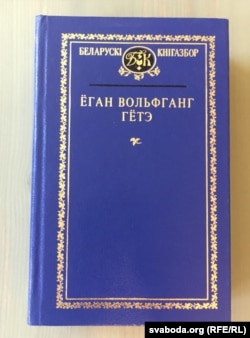 БЕЛАРУСКІ КНІГАЗБОР
БК
ЁГАН ВОЛЬФГАНГ
ГЁТЭ
svaboda.org (RFE/RL)